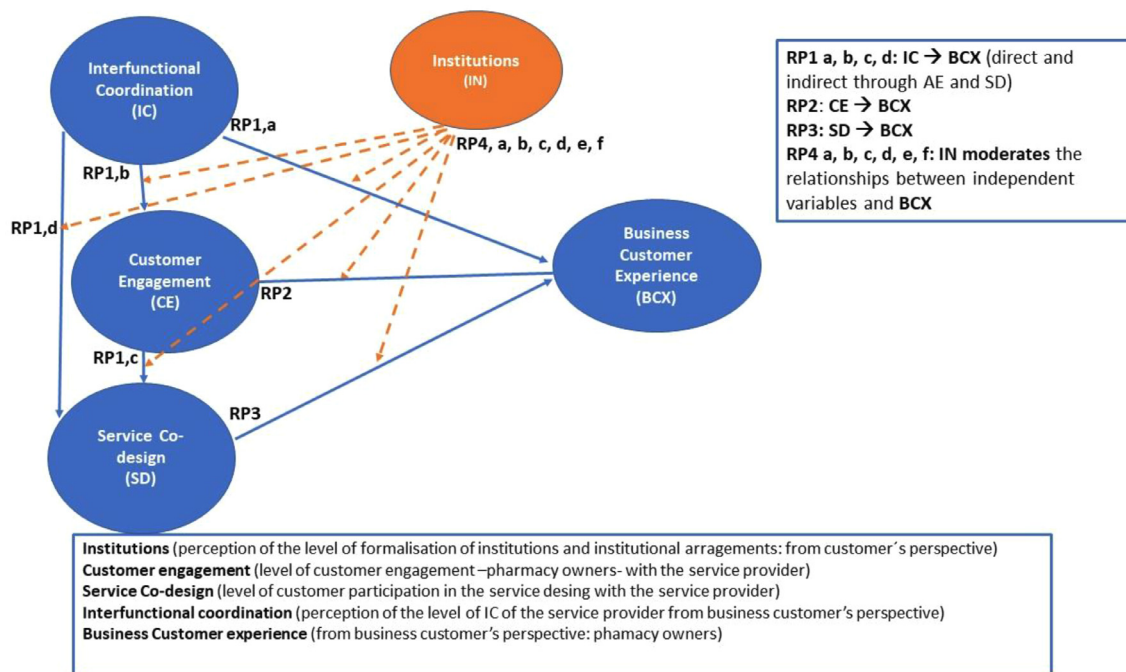 Interfunctional
Coordination
(IC)
Institutions
(IN)
RP1 a, b, c, d: IC → BCX (direct and
indirect through AE and SD)
RP2: CE → BCX
RP3: SD → BCX
RP4 a, b, c, d, e, f: IN moderates the
relationships between independent
variables and BCX
RP1,a
RP4, a, b, c, d, e, f
RP1,b
RP1,d
Customer
Engagement
(CE)
RP2
Business
Customer
Experience
(BCX)
RP1,c
RP3
Service Co-
design
(SD)
Institutions (perception of the level of formalisation of institutions and institutional arragements: from customer´s perspective)
Customer engagement (level of customer engagement –pharmacy owners- with the service provider)
Service Co-design (level of customer participation in the service desing with the service provider)
Interfunctional coordination (perception of the level of IC of the service provider from business customer’s perspective)
Business Customer experience (from business customer’s perspective: phamacy owners)